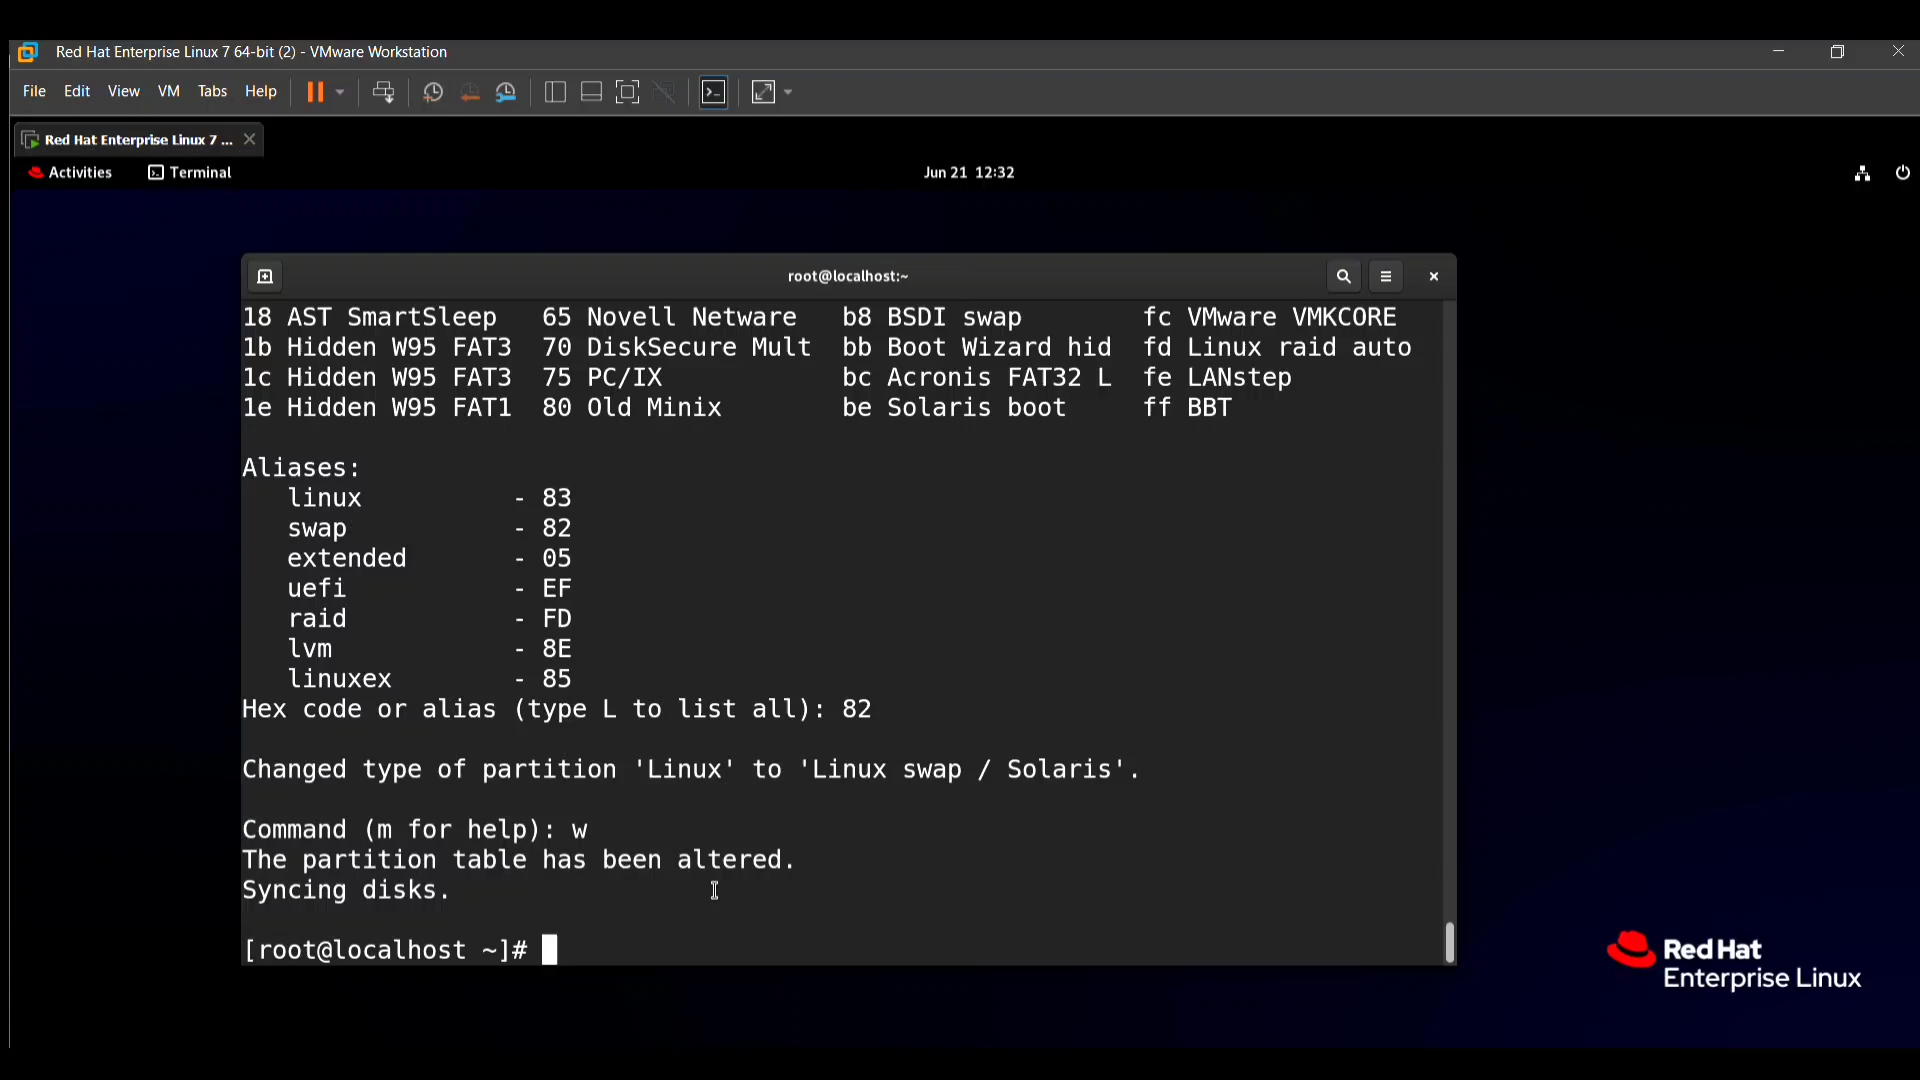 Red Hat Enterprise Linux 7 64-bit (2) - VMware Workstation
File Edit View VM Tabs Help
Red Hat Enterprise Linux 7 ...
Activities Terminal Jun 21 12:32
root@localhost:~
18 AST SmartSleep 65 Novell Netware b8 BSDI swap fc VMware VMKCORE
1b Hidden W95 FAT3 70 DiskSecure Mult bb Boot Wizard hid fd Linux raid auto
1c Hidden W95 FAT3 75 PC/IX bc Acronis FAT32 L fe LANstep
1e Hidden W95 FAT1 80 Old Minix be Solaris boot ff BBT
Aliases:
linux - 83
swap - 82
extended - 05
uefi - EF
raid - FD
lvm - 8E
linuxex - 85
Hex code or alias (type L to list all): 82
Changed type of partition 'Linux' to 'Linux swap / Solaris'.
Command (m for help): w
The partition table has been altered.
Syncing disks.
[root@localhost ~]#
Red Hat
Enterprise Linux